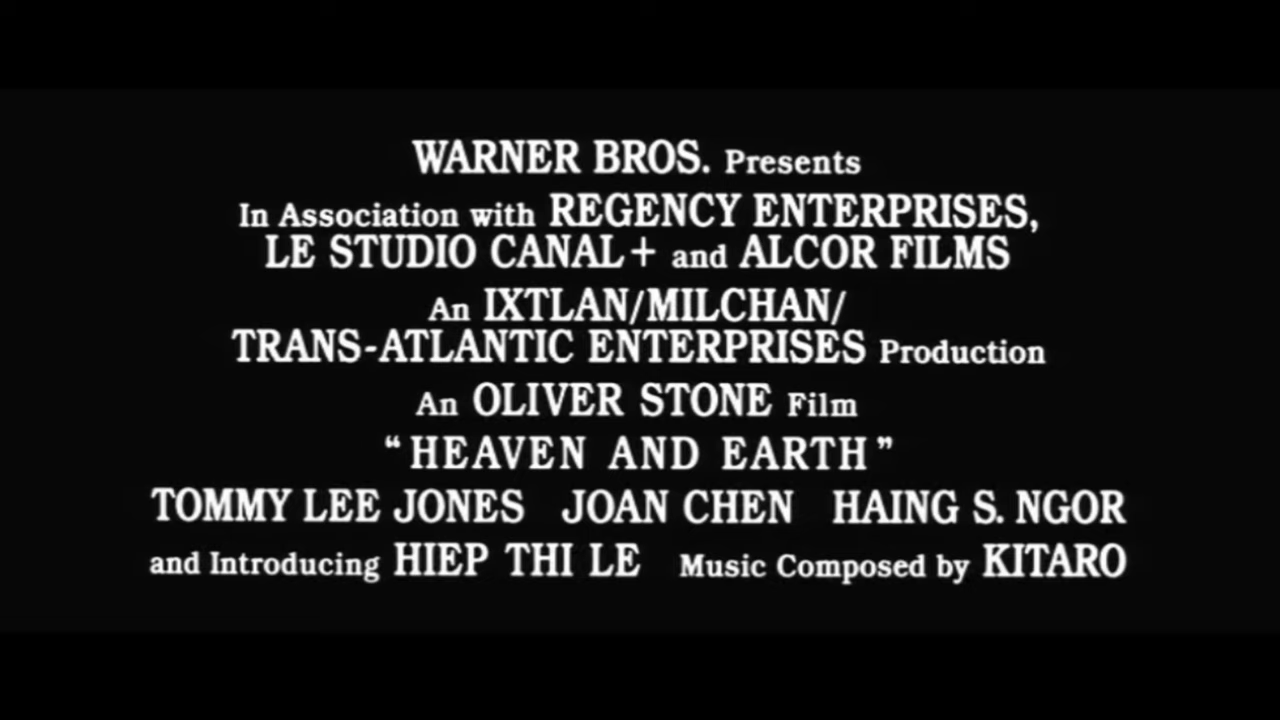 WARNER BROS. Presents
In Association with REGENCY ENTERPRISES,
LE STUDIO CANAL+ and ALCOR FILMS
An IXTLAN/MILCHAN/
TRANS-ATLANTIC ENTERPRISES Production
An OLIVER STONE Film
“HEAVEN AND EARTH”
TOMMY LEE JONES JOAN CHEN HAING S. NGOR
and Introducing HIEP THI LE Music Composed by KITARO